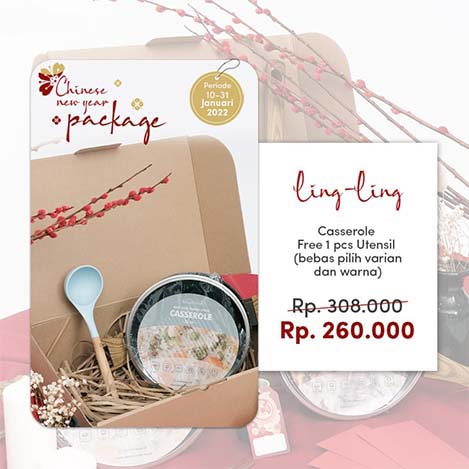 Chinese
new year
package
Periode
10-31
Januari
2022
ling-ling
Casserole
Free 1 pcs Utensil
(bebas pilih varian
dan warna)
Rp. 308.000
Rp. 260.000
CASSEROLE